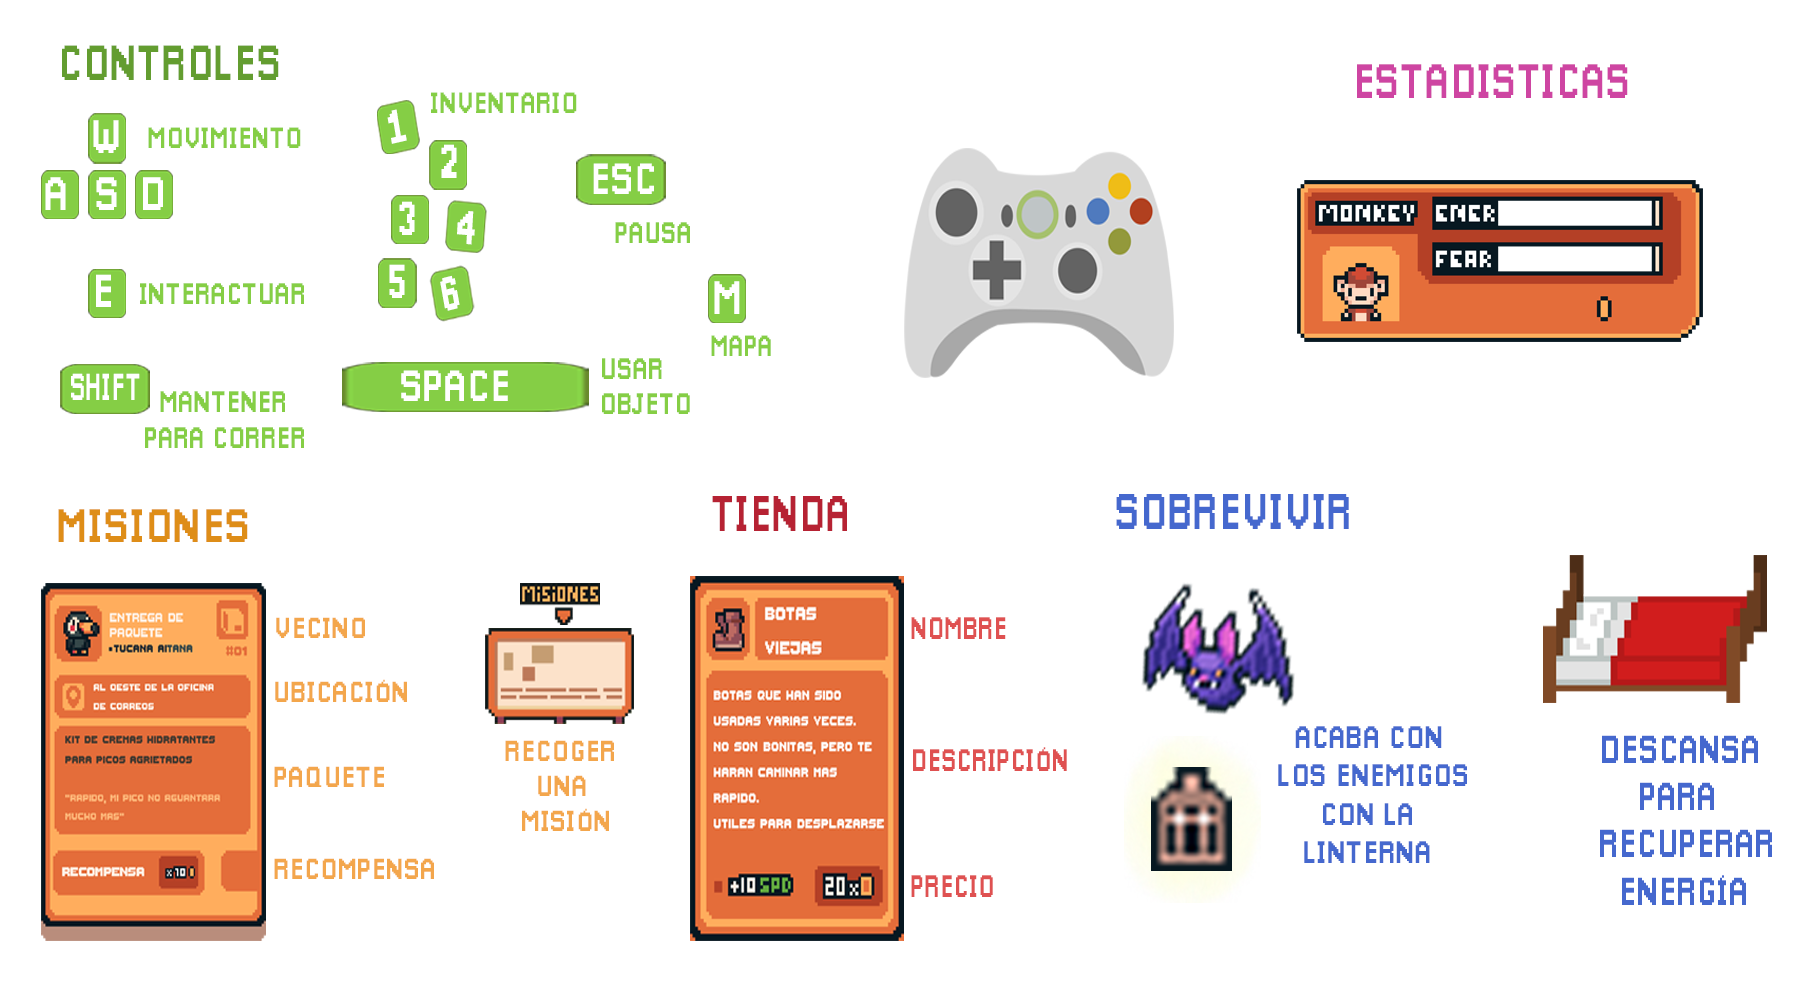 CONTROLES
W
MOVIMIENTO
A S D
E
INTERACTUAR
SHIFT
MANTENER
PARA CORRER
1
INVENTARIO
2
3
4
5
6
SPACE
USAR
OBJETO
ESC
PAUSA
M
MAPA
ESTADISTICAS
MONKEY
ENER
FEAR
0
MISIONES
ENTREGA DE
PAQUETE
•TUCANA AITANA
#01
AL OESTE DE LA OFICINA
DE CORREOS
KIT DE CREMAS HIDRATANTES
PARA PICOS AGRIETADOS
"RAPIDO, MI PICO NO AGUANTARA
MUCHO MAS"
RECOMPENSA
x10
VECINO
UBICACIÓN
PAQUETE
RECOMPENSA
MISIONES
RECOGER
UNA
MISIÓN
TIENDA
BOTAS
VIEJAS
BOTAS QUE HAN SIDO
USADAS VARIAS VECES.
NO SON BONITAS, PERO TE
HARAN CAMINAR MAS
RAPIDO.
UTILES PARA DESPLAZARSE
+10 SPD
20x
NOMBRE
DESCRIPCIÓN
PRECIO
SOBREVIVIR
ACABA CON
LOS ENEMIGOS
CON LA
LINTERNA
DESCANSA
PARA
RECUPERAR
ENERGÍA